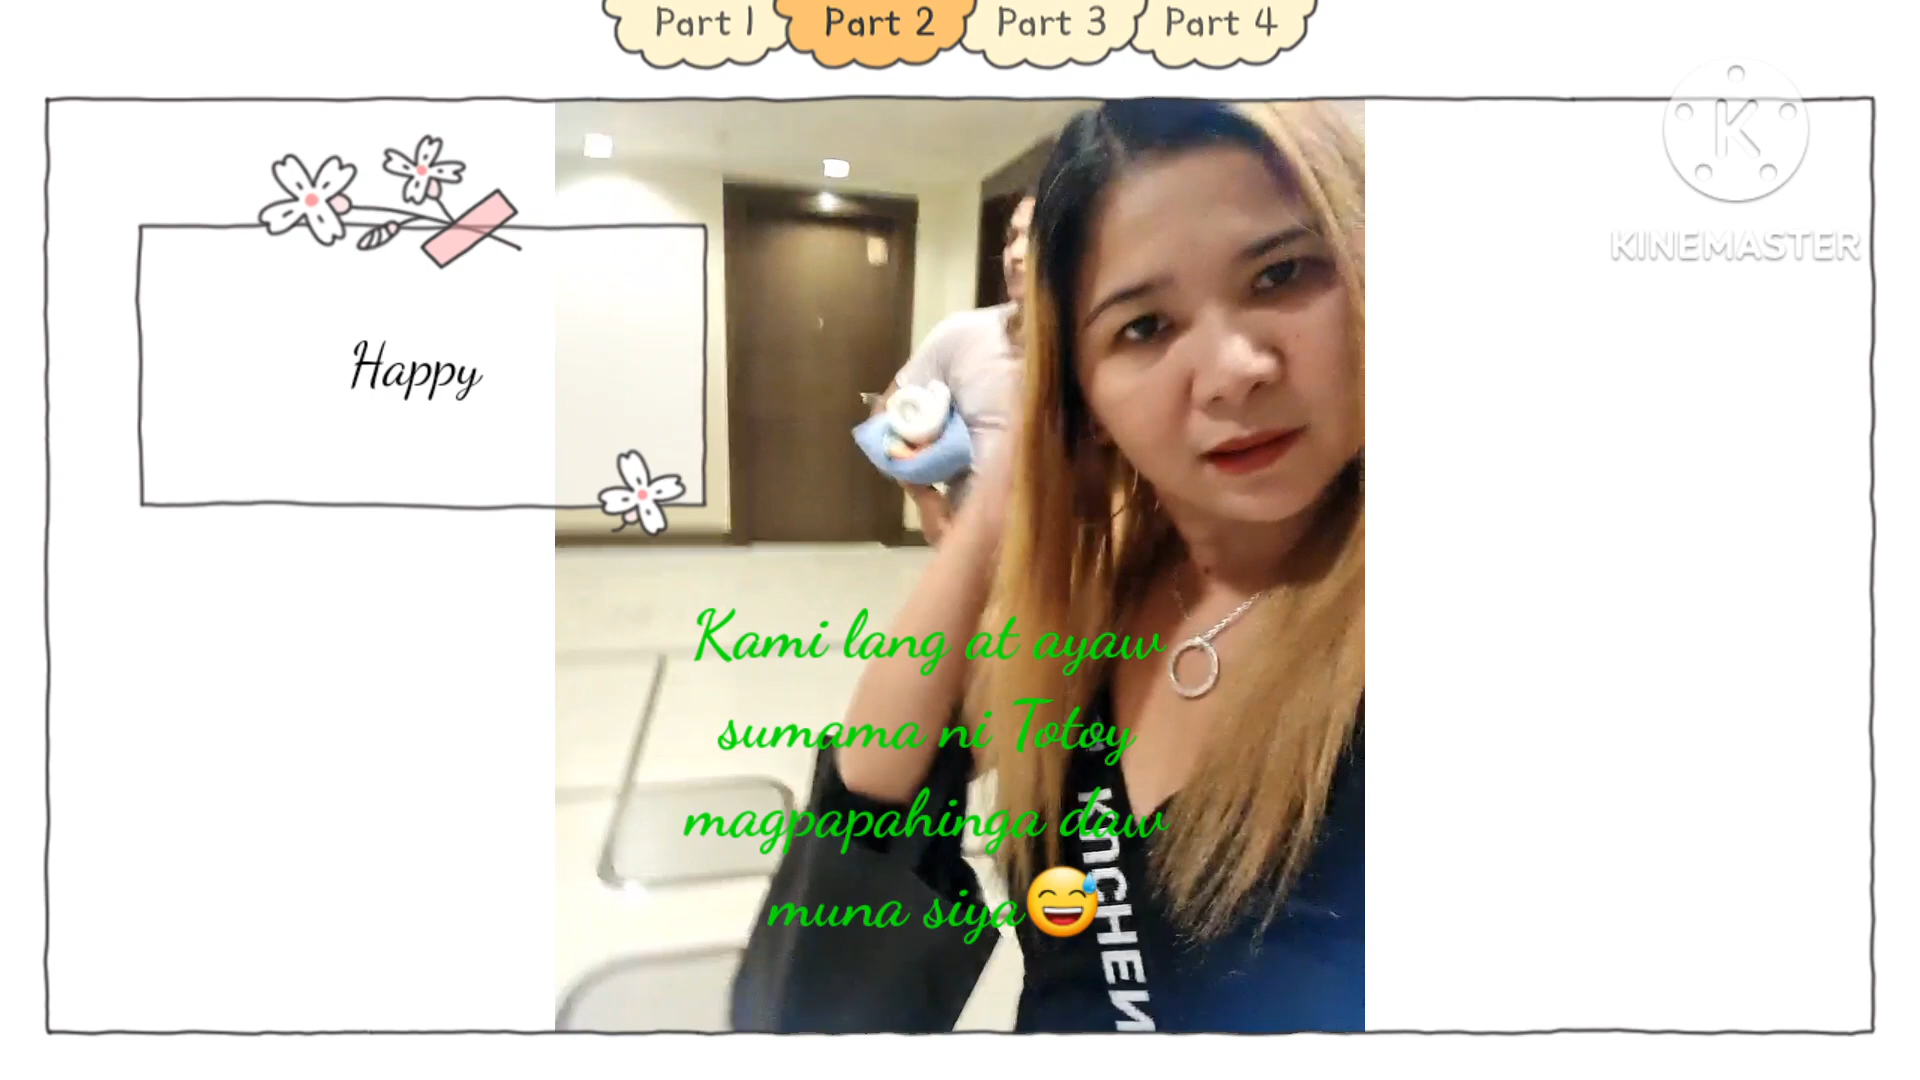 Part 1 Part 2 Part 3 Part 4
KINEMASTER
Happy
Kami lang at ayaw
sumama ni Totoy
magpapahinga daw
muna siya😅